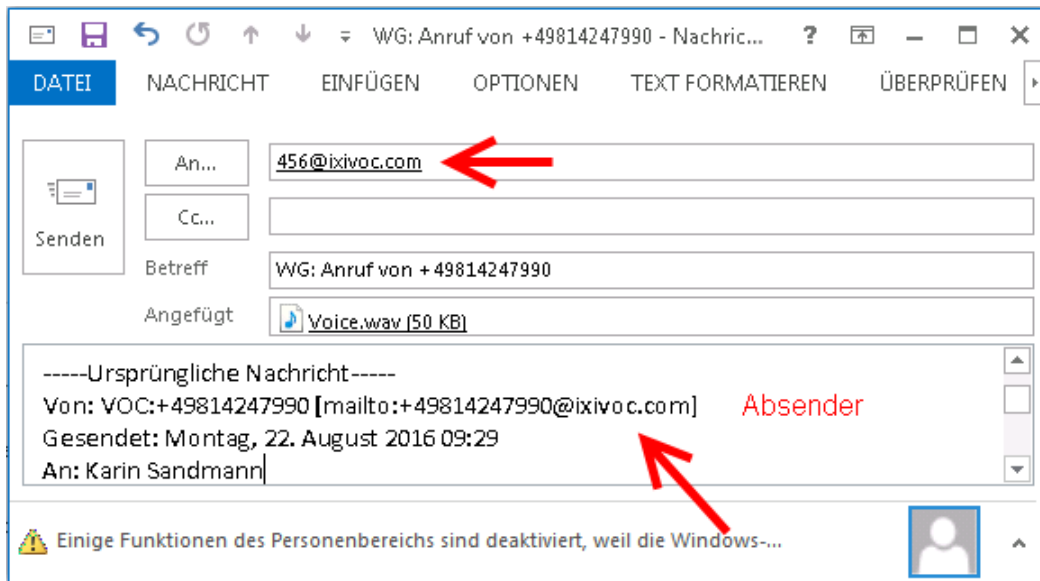 WG: Anruf von +49814247990 - Nachric... ?
DATEI NACHRICHT EINFÜGEN OPTIONEN TEXT FORMATIEREN ÜBERPRÜFEN
Senden
An... 456@ixivoc.com
Cc...
Betreff WG: Anruf von +49814247990
Angefügt Voice.wav (50 KB)
-----Ursprüngliche Nachricht-----
Von: VOC:+49814247990 [mailto:+49814247990@ixivoc.com] Absender
Gesendet: Montag, 22. August 2016 09:29
An: Karin Sandmann
Einige Funktionen des Personenbereichs sind deaktiviert, weil die Windows-...